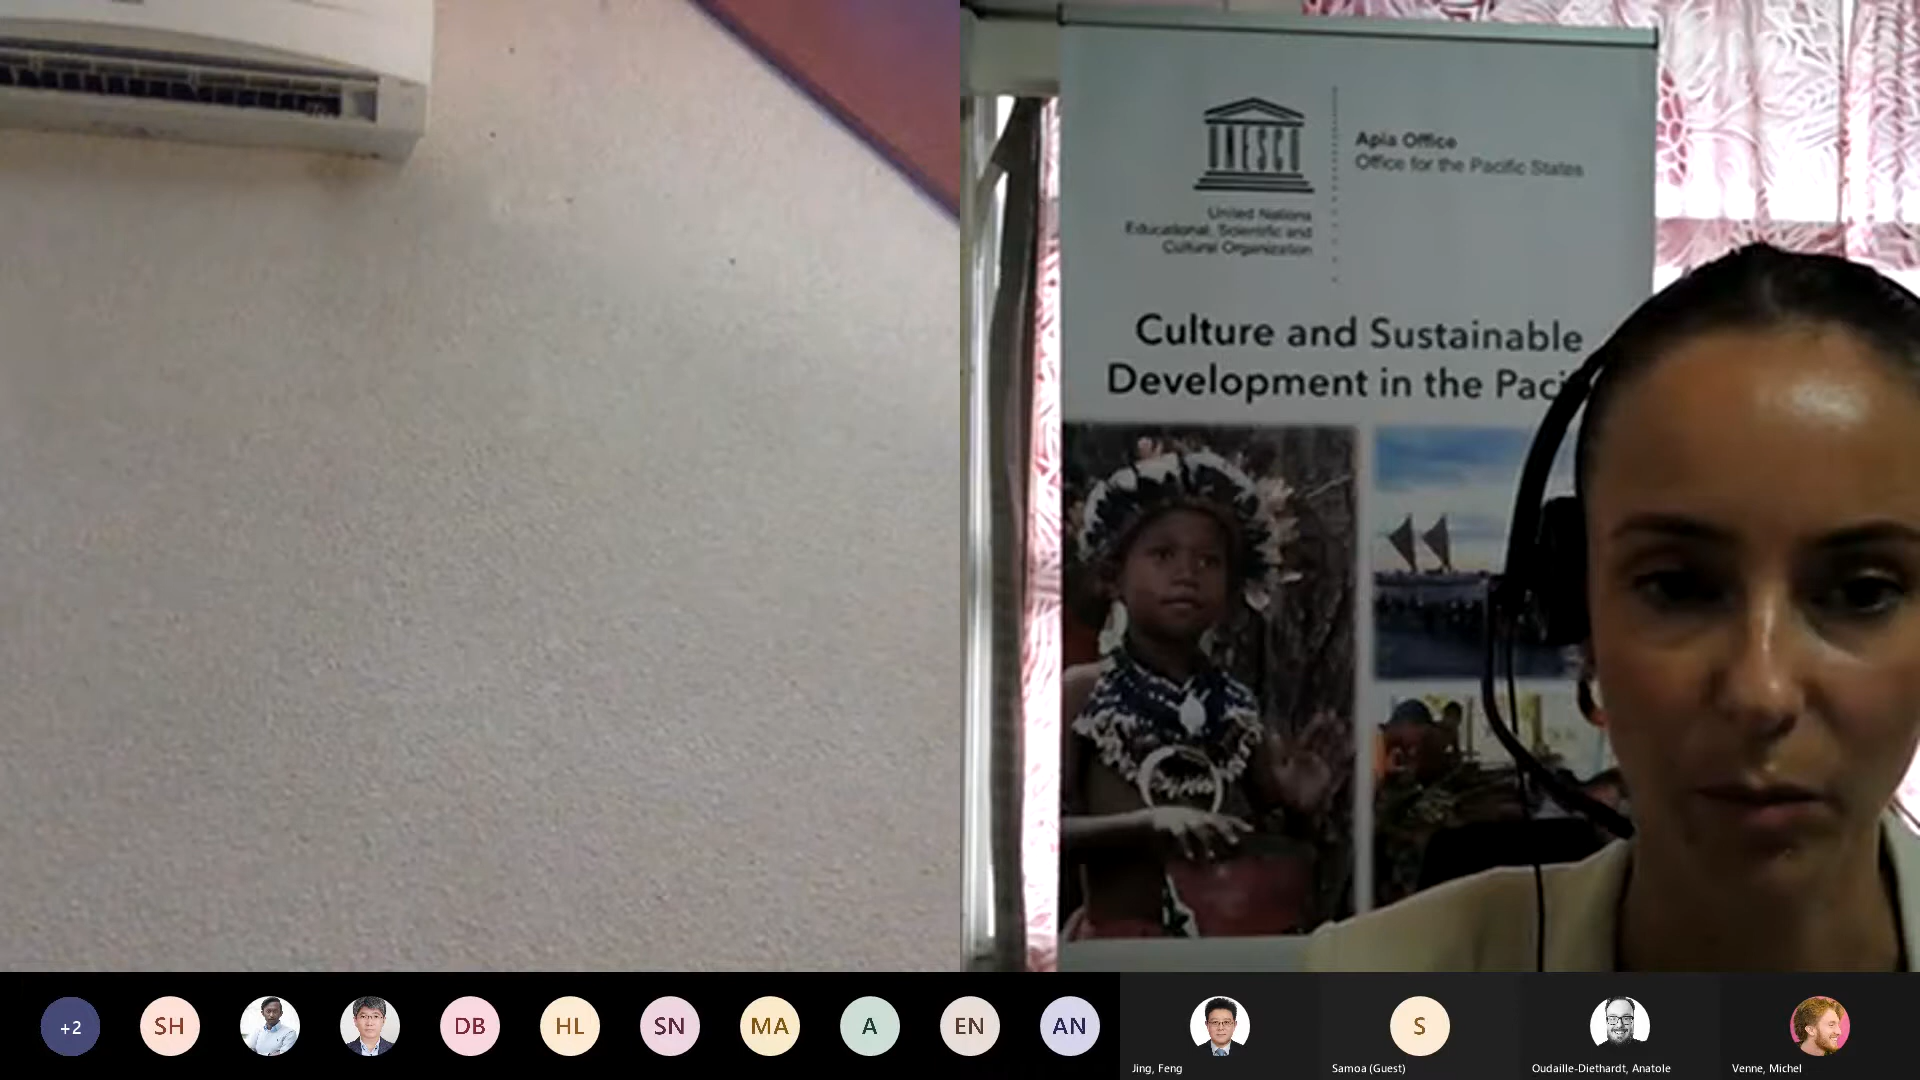 UNESCO
United Nations
Educational, Scientific and
Cultural Organization
Apia Office
Office for the Pacific States
Culture and Sustainable
Development in the Paci
+2
SH
DB
HL
SN
MA
A
EN
AN
S
Jing, Feng
Samoa (Guest)
Oudaille-Diethardt, Anatole
Venne, Michel